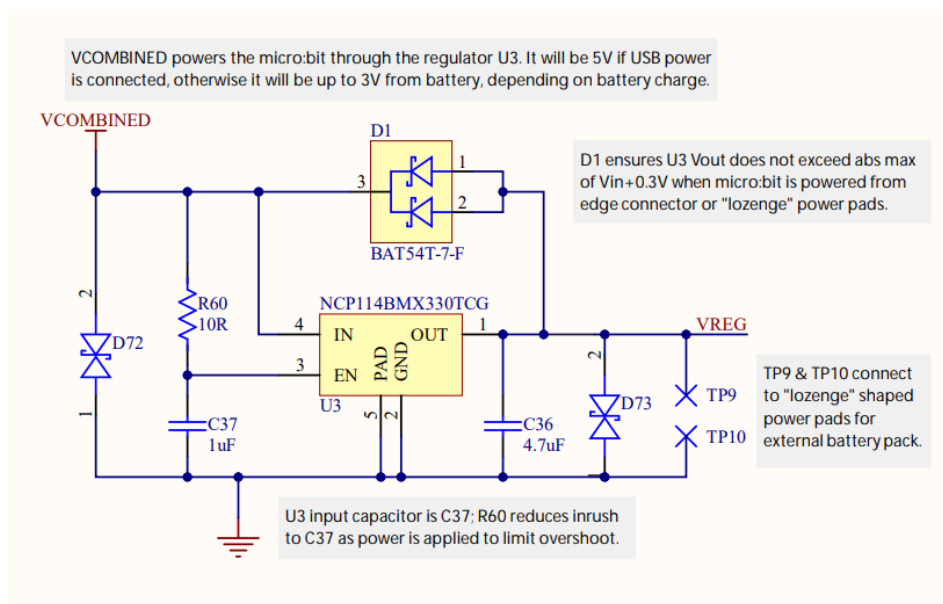 VCOMBINED powers the micro:bit through the regulator U3. It will be 5V if USB power
is connected, otherwise it will be up to 3V from battery, depending on battery charge.
VCOMBINED
D1
1
3
2
BAT54T-7-F
D1 ensures U3 Vout does not exceed abs max
of Vin+0.3V when micro:bit is powered from
edge connector or "lozenge" power pads.
2
R60
10R
NCP114BMX330TCG
4
IN
OUT
1
VREG
D72
3
EN
PAD
GND
2
U3
5
2
1
C37
1uF
C36
4.7uF
D73
TP9
TP10
TP9 & TP10 connect
to "lozenge" shaped
power pads for
external battery pack.
U3 input capacitor is C37; R60 reduces inrush
to C37 as power is applied to limit overshoot.